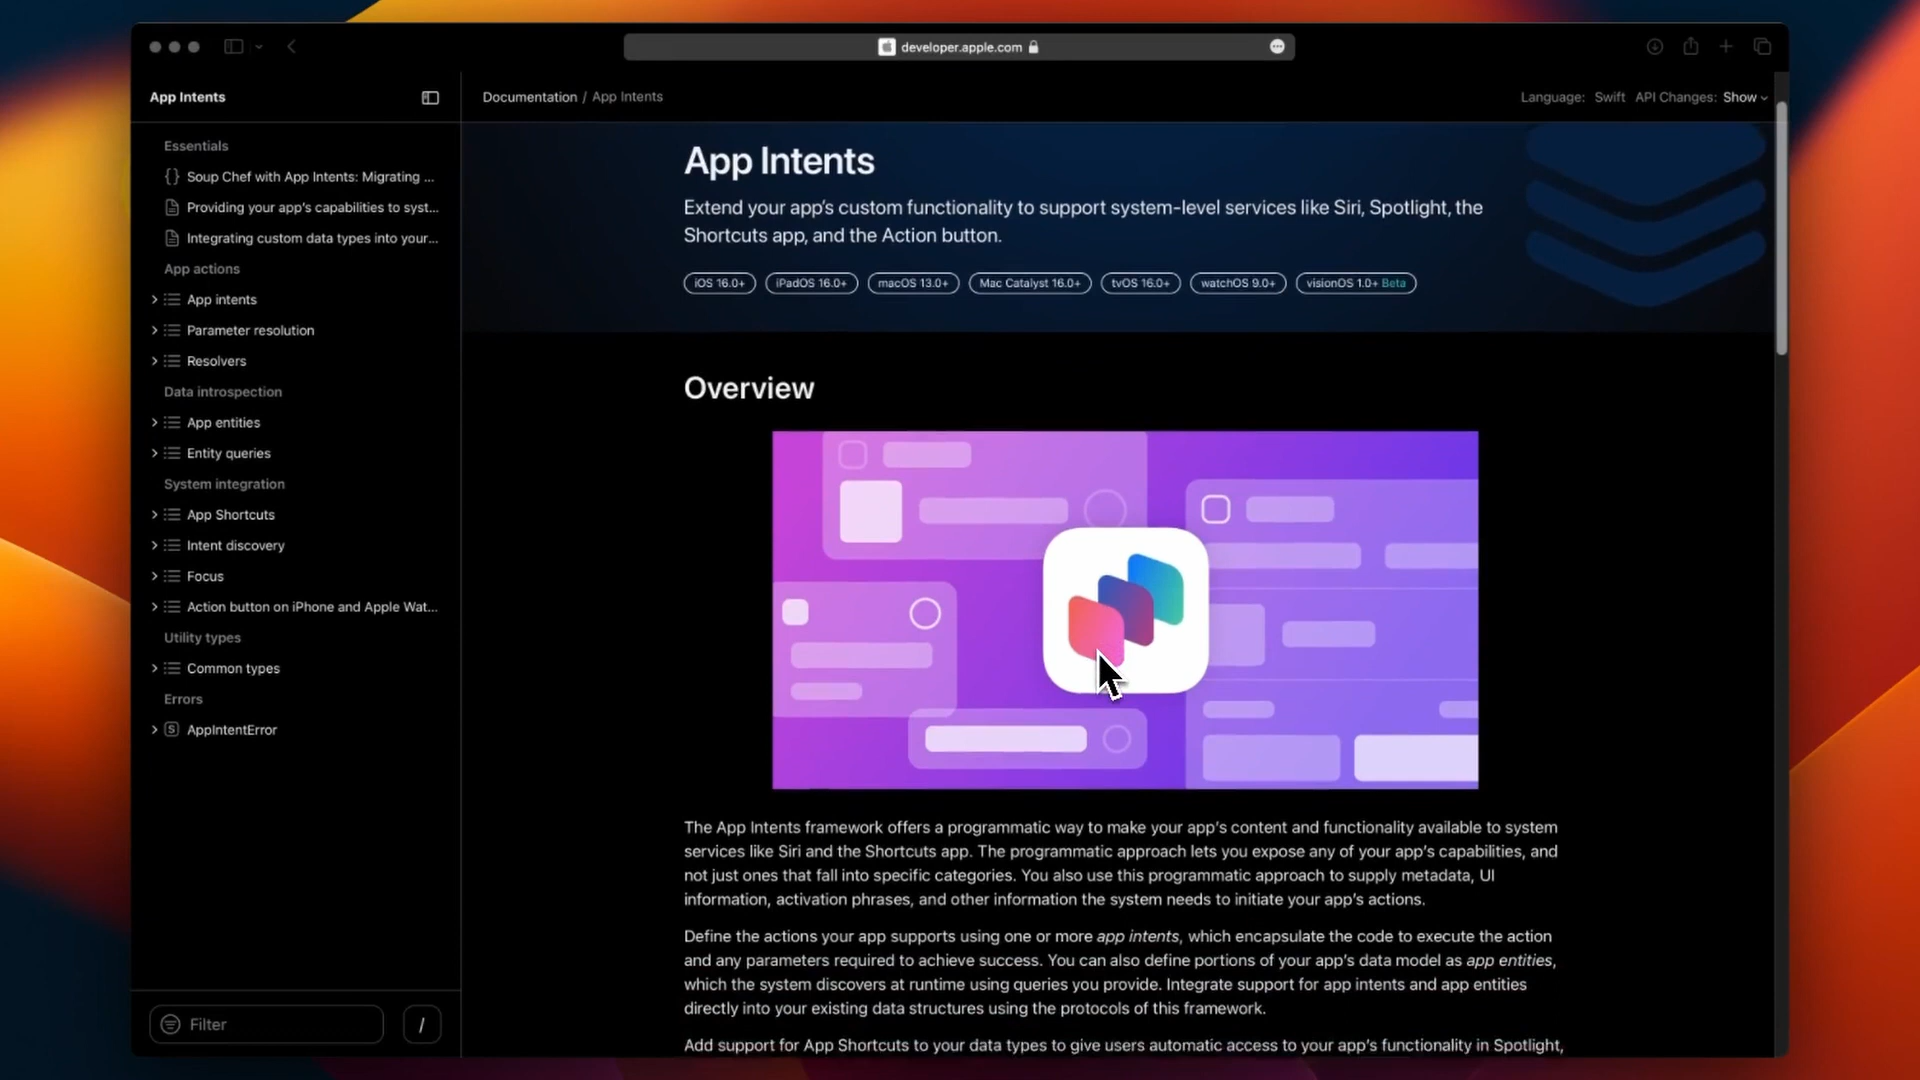 developer.apple.com
App Intents
Documentation / App Intents
Language: Swift API Changes: Show
Essentials
Soup Chef with App Intents: Migrating ...
Providing your app's capabilities to syst...
Integrating custom data types into your...
App actions
App intents
Parameter resolution
Resolvers
Data introspection
App entities
Entity queries
System integration
App Shortcuts
Intent discovery
Focus
Action button on iPhone and Apple Wat...
Utility types
Common types
Errors
S AppIntentError
Filter
/
App Intents
Extend your app's custom functionality to support system-level services like Siri, Spotlight, the
Shortcuts app, and the Action button.
iOS 16.0+ iPadOS 16.0+ macOS 13.0+ Mac Catalyst 16.0+ tvOS 16.0+ watchOS 9.0+ visionOS 1.0+ Beta
Overview
The App Intents framework offers a programmatic way to make your app's content and functionality available to system
services like Siri and the Shortcuts app. The programmatic approach lets you expose any of your app's capabilities, and
not just ones that fall into specific categories. You also use this programmatic approach to supply metadata, UI
information, activation phrases, and other information the system needs to initiate your app's actions.
Define the actions your app supports using one or more app intents, which encapsulate the code to execute the action
and any parameters required to achieve success. You can also define portions of your app's data model as app entities,
which the system discovers at runtime using queries you provide. Integrate support for app intents and app entities
directly into your existing data structures using the protocols of this framework.
Add support for App Shortcuts to your data types to give users automatic access to your app's functionality in Spotlight,